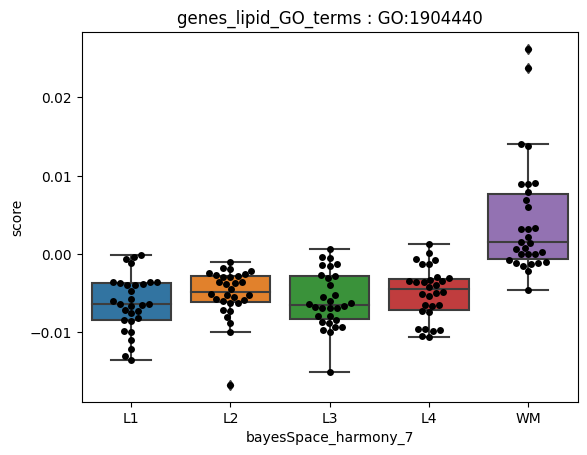 genes_lipid_GO_terms : GO:1904440
0.02
0.01
0.00
−0.01
score
L1 L2 L3 L4 WM
bayesSpace_harmony_7